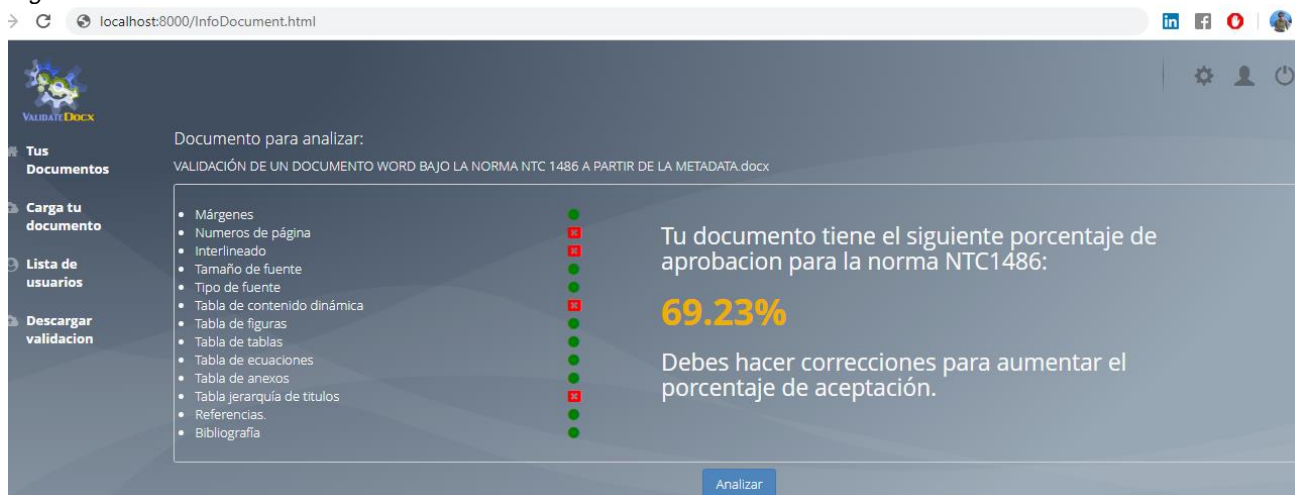 localhost:8000/InfoDocument.html
VALIDATEDOCX
Documento para analizar:
VALIDACIÓN DE UN DOCUMENTO WORD BAJO LA NORMA NTC 1486 A PARTIR DE LA METADATA.docx
Tus
Documentos
Carga tu
documento
Lista de
usuarios
Descargar
validacion
Márgenes
Numeros de página
Interlineado
Tamaño de fuente
Tipo de fuente
Tabla de contenido dinámica
Tabla de figuras
Tabla de tablas
Tabla de ecuaciones
Tabla de anexos
Tabla jerarquía de titulos
Referencias.
Bibliografía
Tu documento tiene el siguiente porcentaje de
aprobacion para la norma NTC1486:
69.23%
Debes hacer correcciones para aumentar el
porcentaje de aceptación.
Analizar